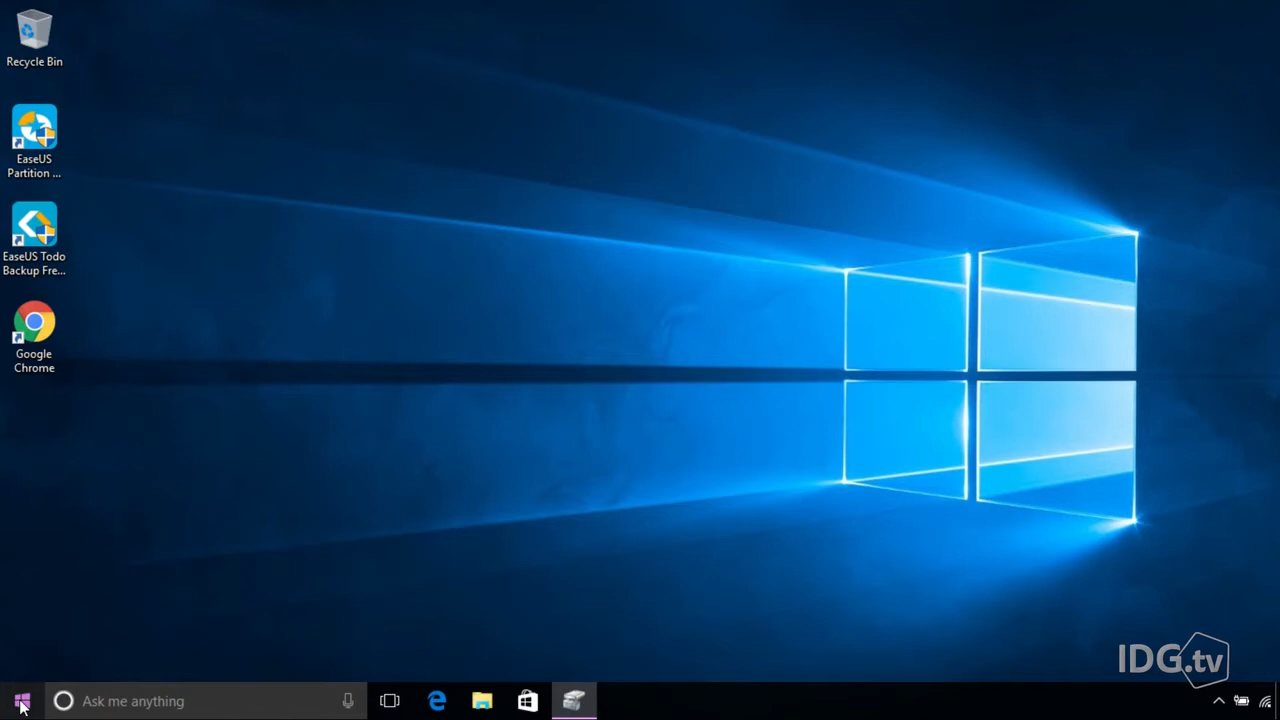 Recycle Bin
EaseUS
Partition ...
EaseUS Todo
Backup Fre...
Google
Chrome
IDG.tv
Ask me anything